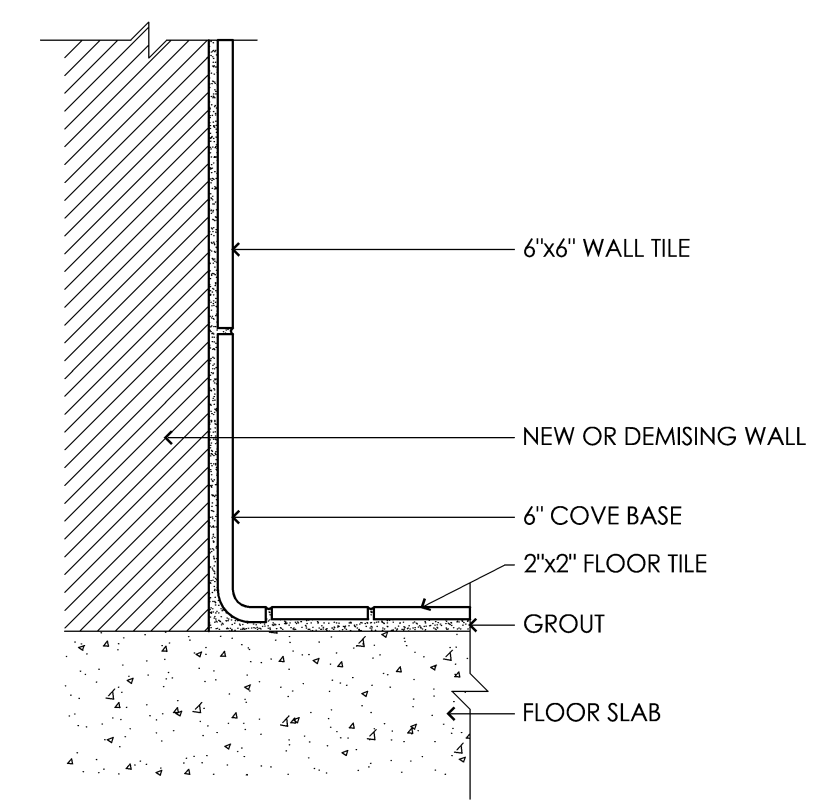 6"x6" WALL TILE
NEW OR DEMISING WALL
6" COVE BASE
2"x2" FLOOR TILE
GROUT
FLOOR SLAB